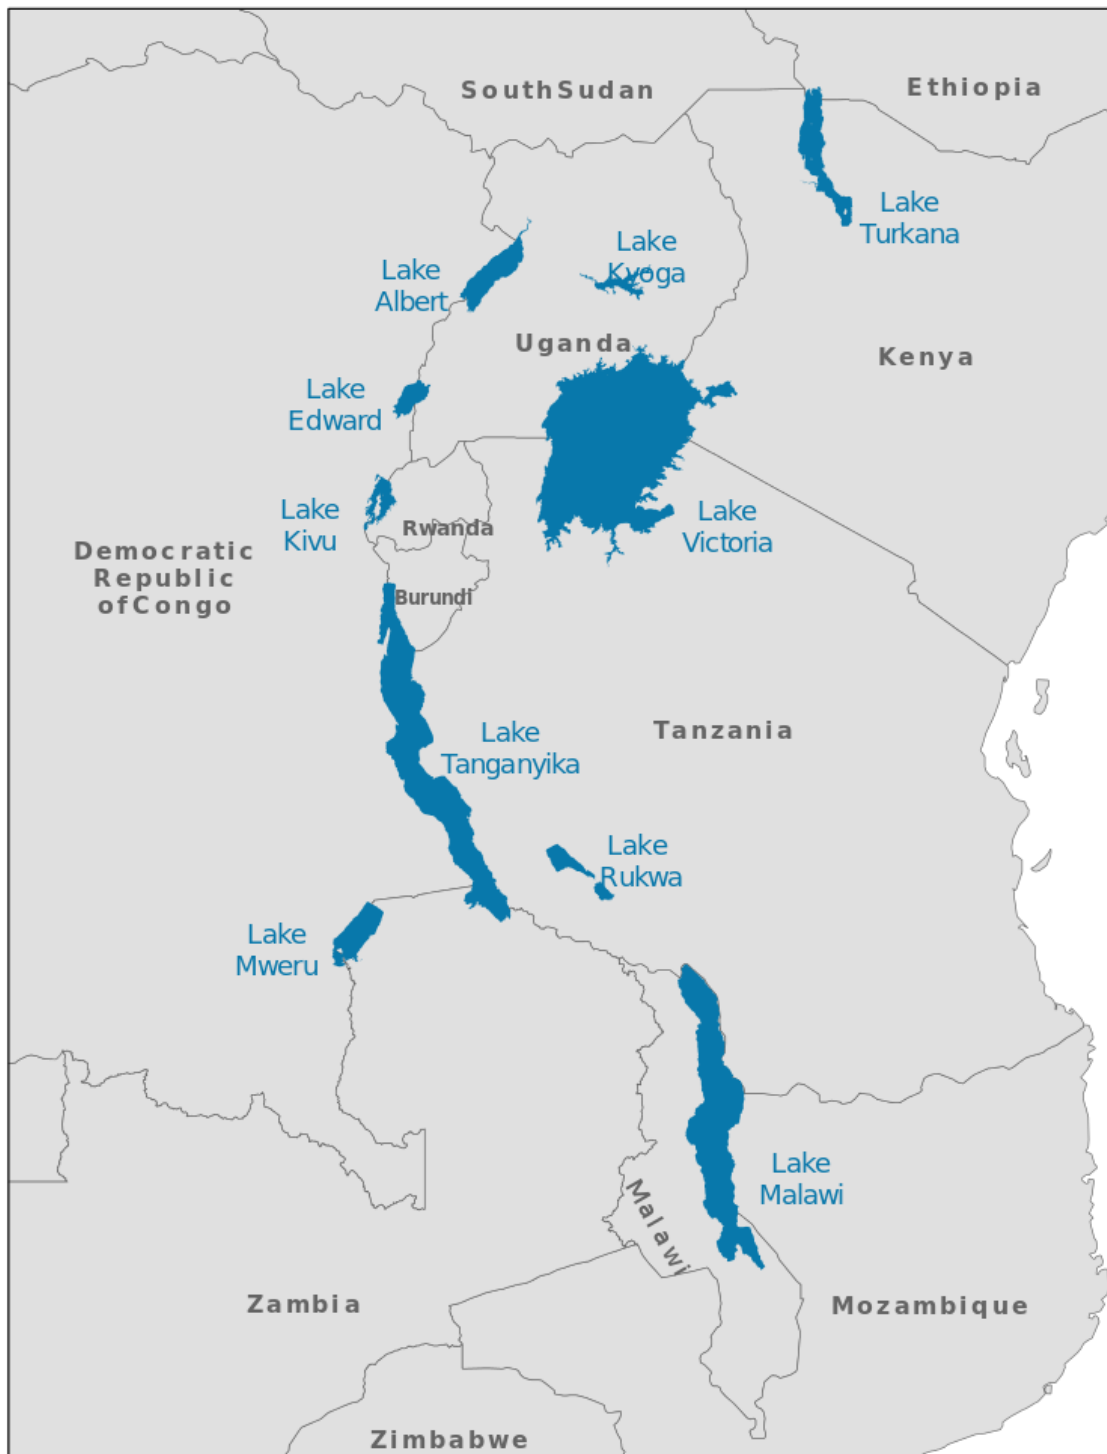 SouthSudan
Ethiopia
Lake
Turkana
Lake
Kyoga
Lake
Albert
Uganda
Kenya
Lake
Edward
Lake
Kivu
Rwanda
Lake
Victoria
Democratic
Republic
ofCongo
Burundi
Lake
Tanganyika
Tanzania
Lake
Rukwa
Lake
Mweru
Lake
Malawi
Malawi
Zambia
Mozambique
Zimbabwe